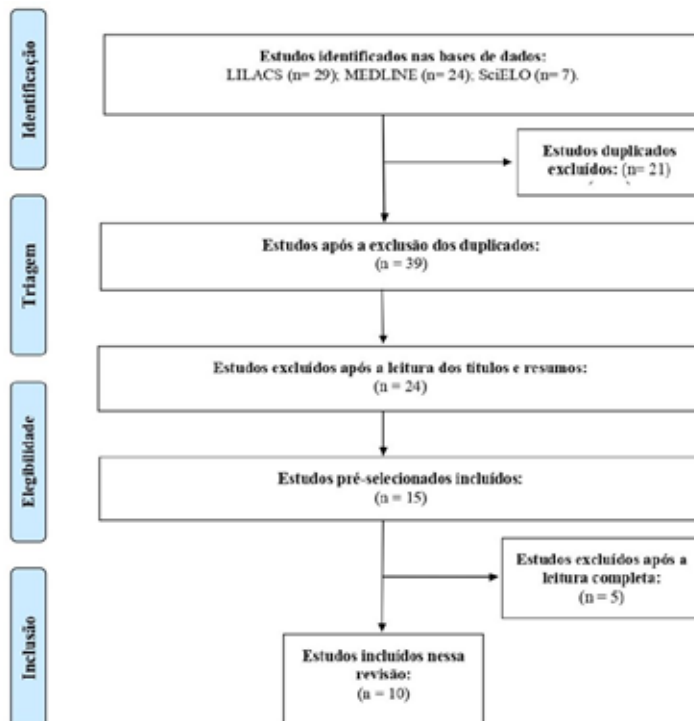 Identificação
Estudos identificados nas bases de dados:
LILACS (n= 29); MEDLINE (n= 24); SciELO (n= 7).
Estudos duplicados
excluídos: (n= 21)
Triagem
Estudos após a exclusão dos duplicados:
(n = 39)
Estudos excluídos após a leitura dos títulos e resumos:
(n = 24)
Elegibilidade
Estudos pré-selecionados incluídos:
(n = 15)
Estudos excluídos após a
leitura completa:
(n = 5)
Inclusão
Estudos incluídos nessa
revisão:
(n = 10)